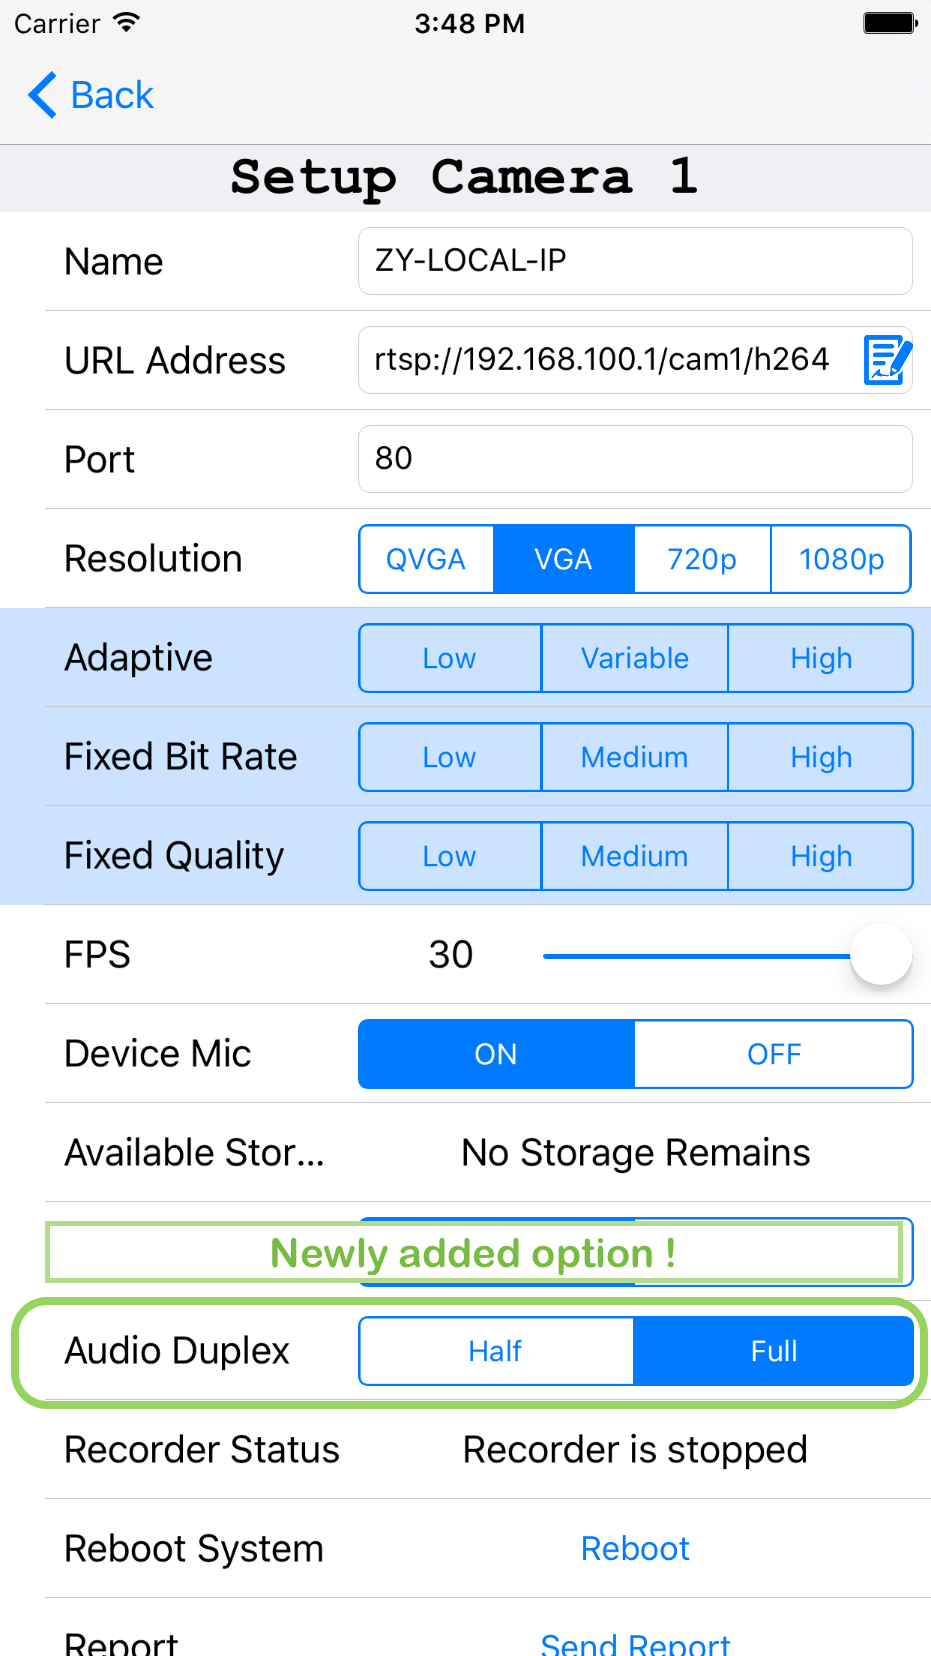 Carrier 3:48 PM
Back
Setup Camera 1
Name ZY-LOCAL-IP
URL Address rtsp://192.168.100.1/cam1/h264
Port 80
Resolution QVGA VGA 720p 1080p
Adaptive Low Variable High
Fixed Bit Rate Low Medium High
Fixed Quality Low Medium High
FPS 30
Device Mic ON OFF
Available Stor... No Storage Remains
Newly added option !
Audio Duplex Half Full
Recorder Status Recorder is stopped
Reboot System Reboot
Report Send Report